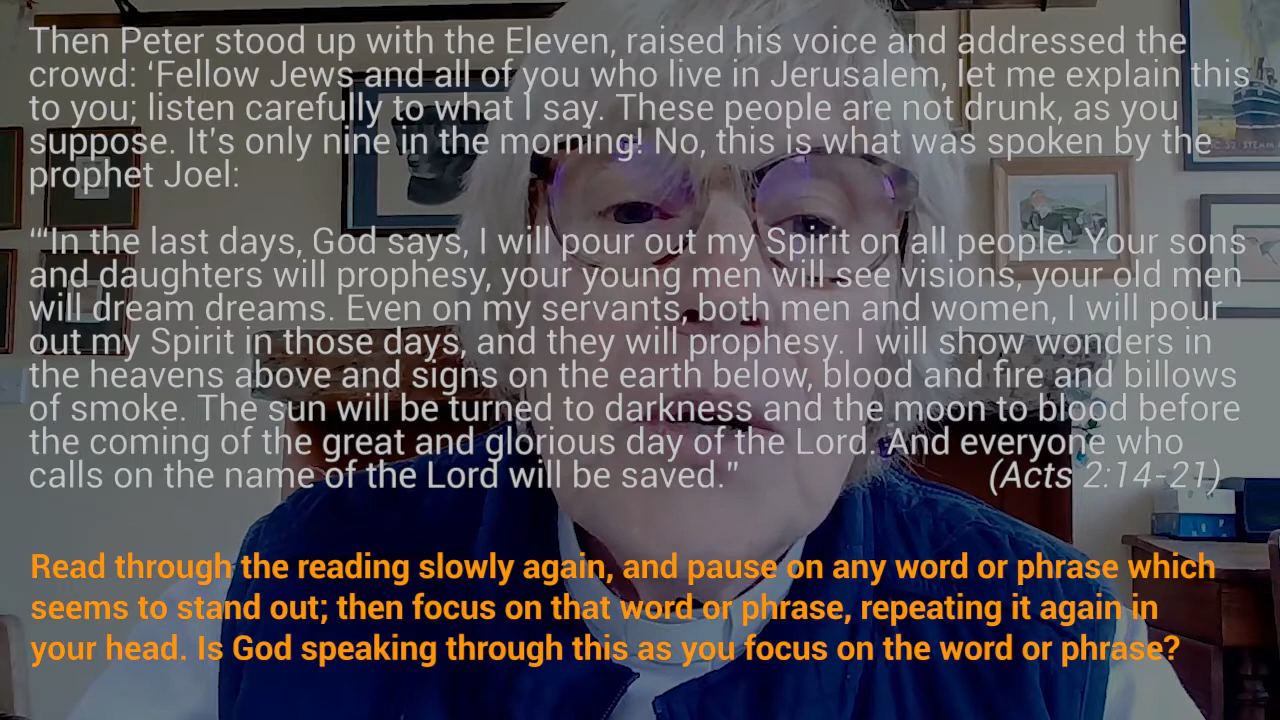 Then Peter stood up with the Eleven, raised his voice and addressed the
crowd: ‘Fellow Jews and all of you who live in Jerusalem, let me explain this
to you; listen carefully to what I say. These people are not drunk, as you
suppose. It’s only nine in the morning! No, this is what was spoken by the
prophet Joel:
“‘In the last days, God says, I will pour out my Spirit on all people. Your sons
and daughters will prophesy, your young men will see visions, your old men
will dream dreams. Even on my servants, both men and women, I will pour
out my Spirit in those days, and they will prophesy. I will show wonders in
the heavens above and signs on the earth below, blood and fire and billows
of smoke. The sun will be turned to darkness and the moon to blood before
the coming of the great and glorious day of the Lord. And everyone who
calls on the name of the Lord will be saved.” (Acts 2:14-21)
Read through the reading slowly again, and pause on any word or phrase which
seems to stand out; then focus on that word or phrase, repeating it again in
your head. Is God speaking through this as you focus on the word or phrase?